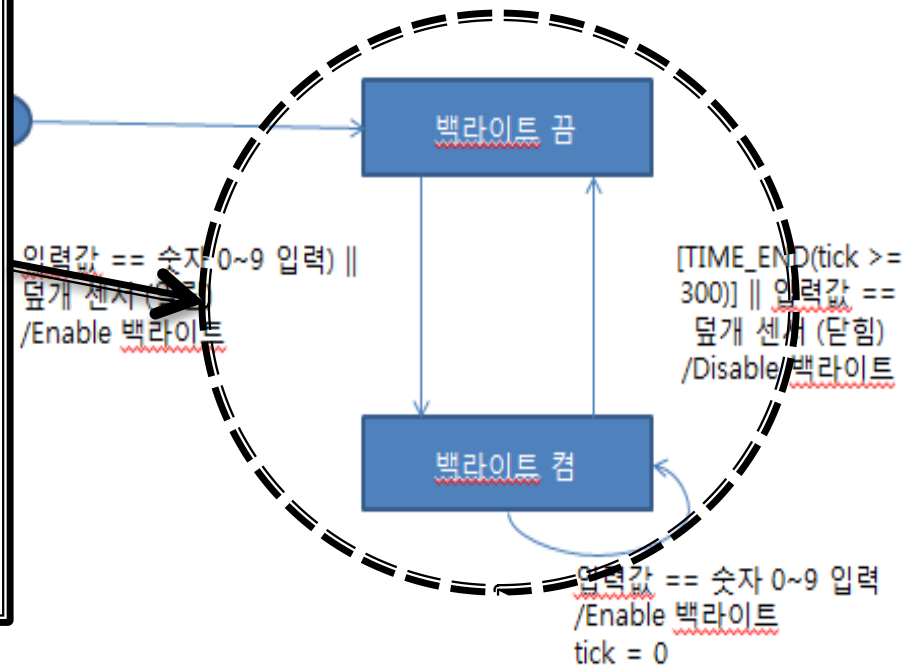 백라이트 끔
입력값 == 숫자 0~9 입력) ||
덮개 센서
/Enable 백라이트
[TIME_END(tick >=
300)] || 입력값 ==
덮개 센서 (닫힘)
/Disable 백라이트
백라이트 켬
입력값 == 숫자 0~9 입력
/Enable 백라이트
tick = 0